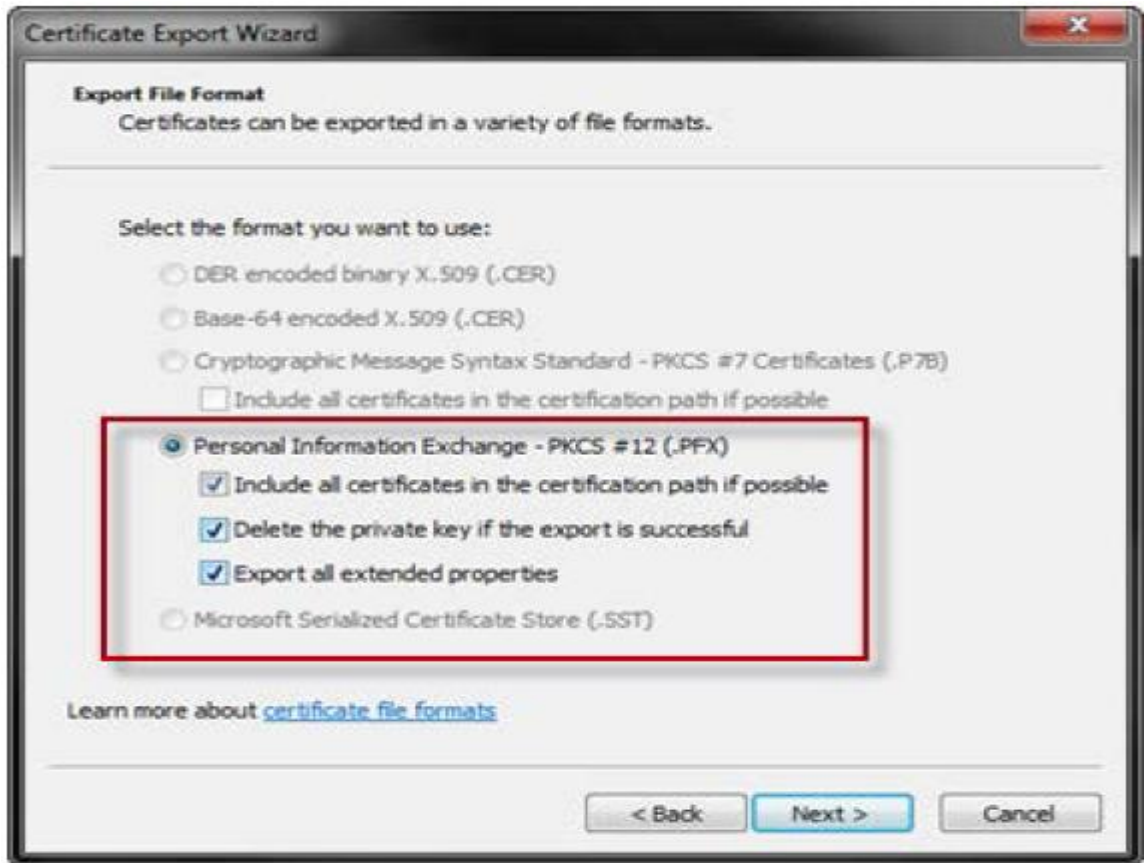 Certificate Export Wizard
Export File Format
Certificates can be exported in a variety of file formats.
Select the format you want to use:
DER encoded binary X.509 (.CER)
Base-64 encoded X.509 (.CER)
Cryptographic Message Syntax Standard - PKCS #7 Certificates (.P7B)
Include all certificates in the certification path if possible
Personal Information Exchange - PKCS #12 (.PFX)
Include all certificates in the certification path if possible
Delete the private key if the export is successful
Export all extended properties
Microsoft Serialized Certificate Store (.SST)
Learn more about certificate file formats
< Back Next > Cancel